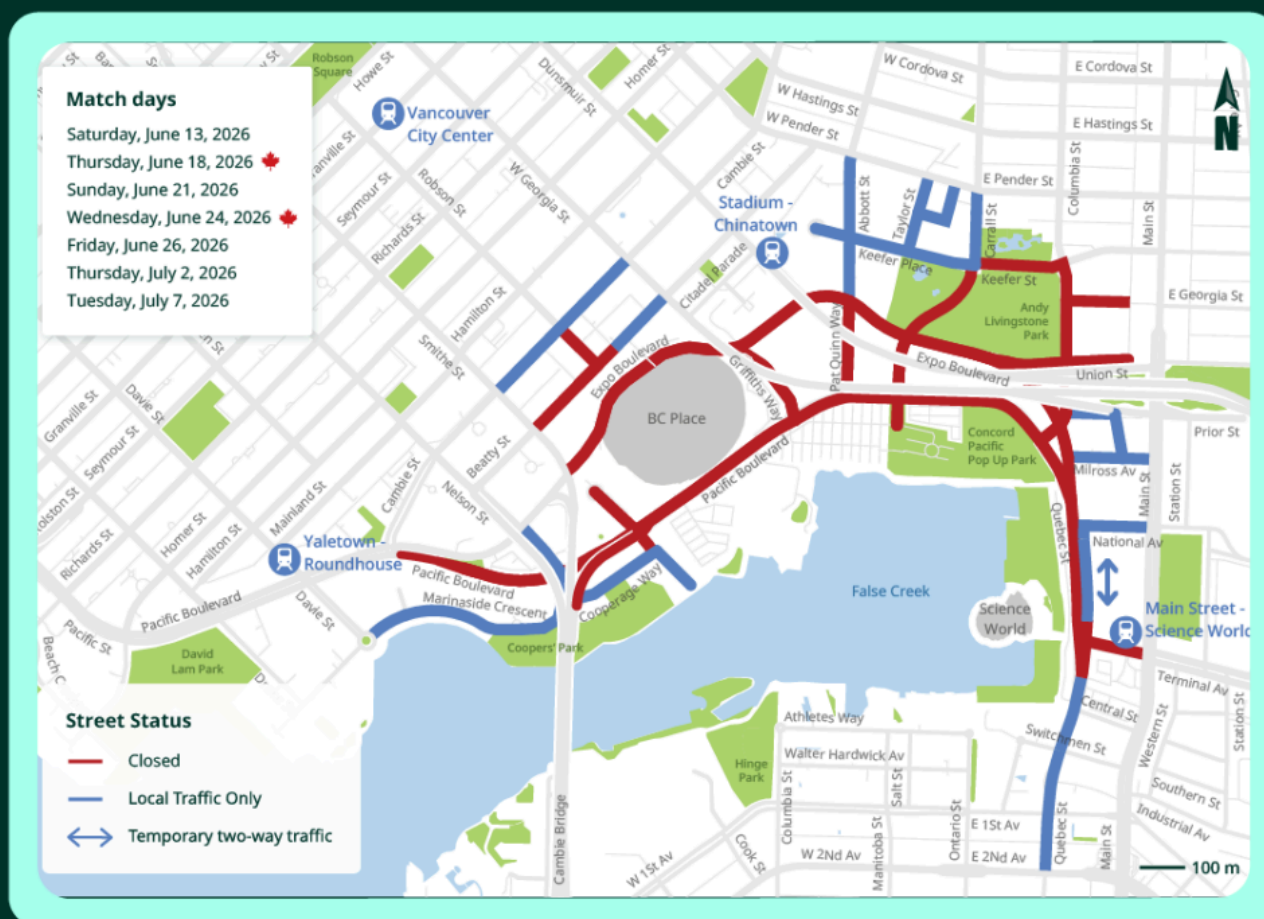 Match days
Saturday, June 13, 2026
Thursday, June 18, 2026
Sunday, June 21, 2026
Wednesday, June 24, 2026
Friday, June 26, 2026
Thursday, July 2, 2026
Tuesday, July 7, 2026
Robson
Square
Howe St
Dunsmuir St
Homer St
W Cordova St
E Cordova St
W Hastings St
E Hastings St
W Pender St
E Pender St
N
Vancouver
City Center
Robson St
Seymour St
Richards St
W Georgia St
Cambie St
Stadium -
Chinatown
Abbott St
Taylor St
Carrall St
Columbia St
Main St
Keefer Place
Keefer St
Citadel Parade
E Georgia St
Andy
Livingstone
Park
Hamilton St
Smithe St
Expo Boulevard
Griffiths Way
Pat Quinn Way
Expo Boulevard
Union St
BC Place
Pacific Boulevard
Concord
Pacific
Pop Up Park
Prior St
Milross Av
Main St
Station St
Davie St
Granville St
Seymour St
Richards St
Homer St
Hamilton St
Mainland St
Cambie St
Beatty St
Nelson St
Quebec St
National Av
Yaletown -
Roundhouse
Pacific Boulevard
Marinaside Crescent
Cooperage Way
Coopers' Park
False Creek
Science
World
Main Street -
Science World
Pacific Boulevard
Davie St
Pacific St
David
Lam Park
Terminal Av
Central St
Switchmen St
Western St
Station St
Southern St
Industrial Av
Athletes Way
Walter Hardwick Av
Hinge
Park
Columbia St
Salt St
Manitoba St
Ontario St
E 1St Av
W 2Nd Av
E 2Nd Av
Quebec St
Main St
Cook St
W 1St Av
Cambie Bridge
Street Status
Closed
Local Traffic Only
Temporary two-way traffic
100 m